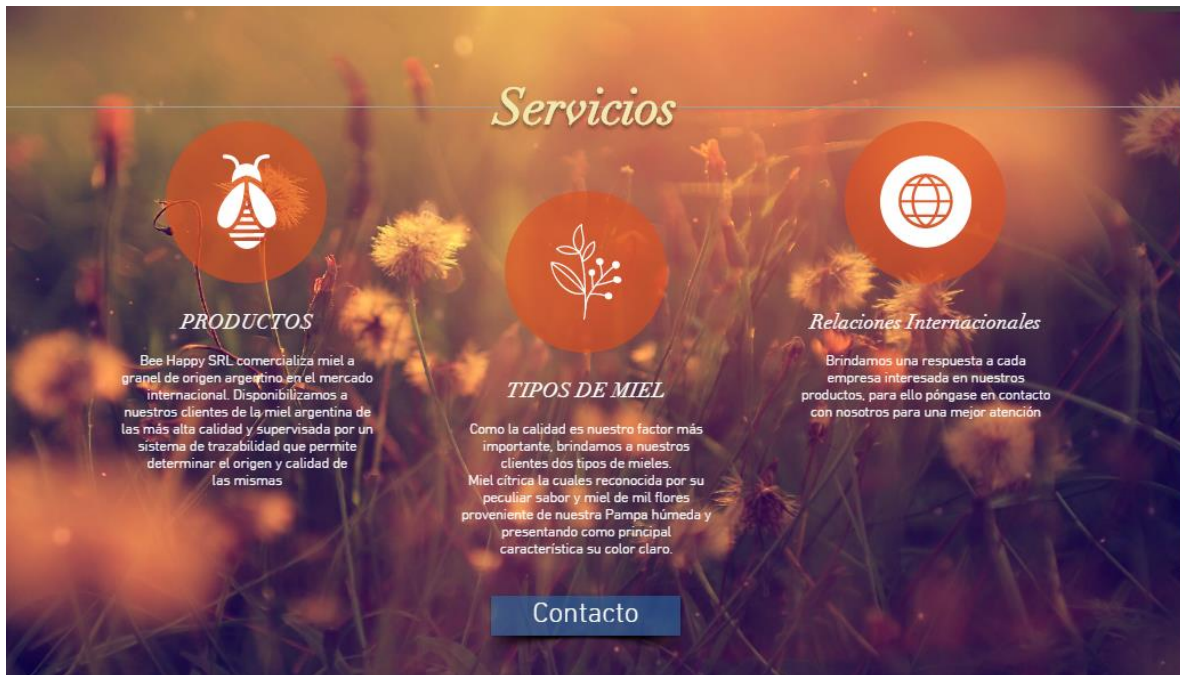 Servicios
PRODUCTOS
Bee Happy SRL comercializa miel a
granel de origen argentino en el mercado
internacional. Disponibilizamos a
nuestros clientes de la miel argentina de
las más alta calidad y supervisada por un
sistema de trazabilidad que permite
determinar el origen y calidad de
las mismas
TIPOS DE MIEL
Como la calidad es nuestro factor más
importante, brindamos a nuestros
clientes dos tipos de mieles.
Miel cítrica la cuales reconocida por su
peculiar sabor y miel de mil flores
proveniente de nuestra Pampa húmeda y
presentando como principal
característica su color claro.
Relaciones Internacionales
Brindamos una respuesta a cada
empresa interesada en nuestros
productos, para ello póngase en contacto
con nosotros para una mejor atención
Contacto